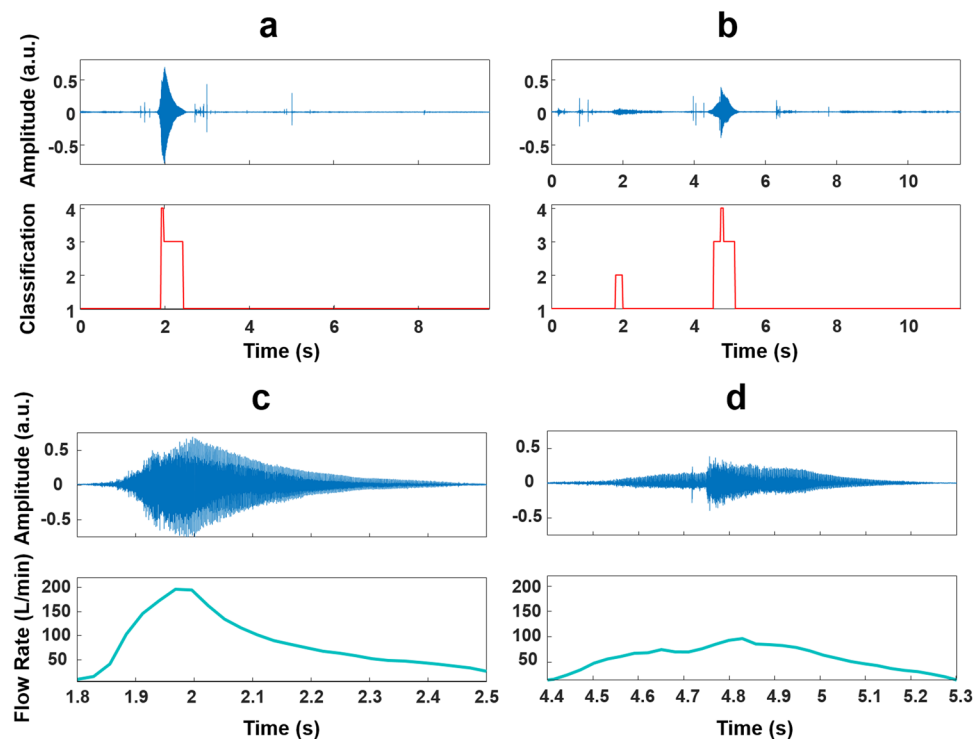 a
b
Amplitude (a.u.)
0.5
0
-0.5
0.5
0
-0.5
0 2 4 6 8 10
Classification
4
3
2
1
0 2 4 6 8
Time (s)
4
3
2
1
0 2 4 6 8 10
Time (s)
c
d
Amplitude (a.u.)
0.5
0
-0.5
0.5
0
-0.5
Flow Rate (L/min)
200
150
100
50
1.8 1.9 2 2.1 2.2 2.3 2.4 2.5
Time (s)
200
150
100
50
4.4 4.5 4.6 4.7 4.8 4.9 5 5.1 5.2 5.3
Time (s)